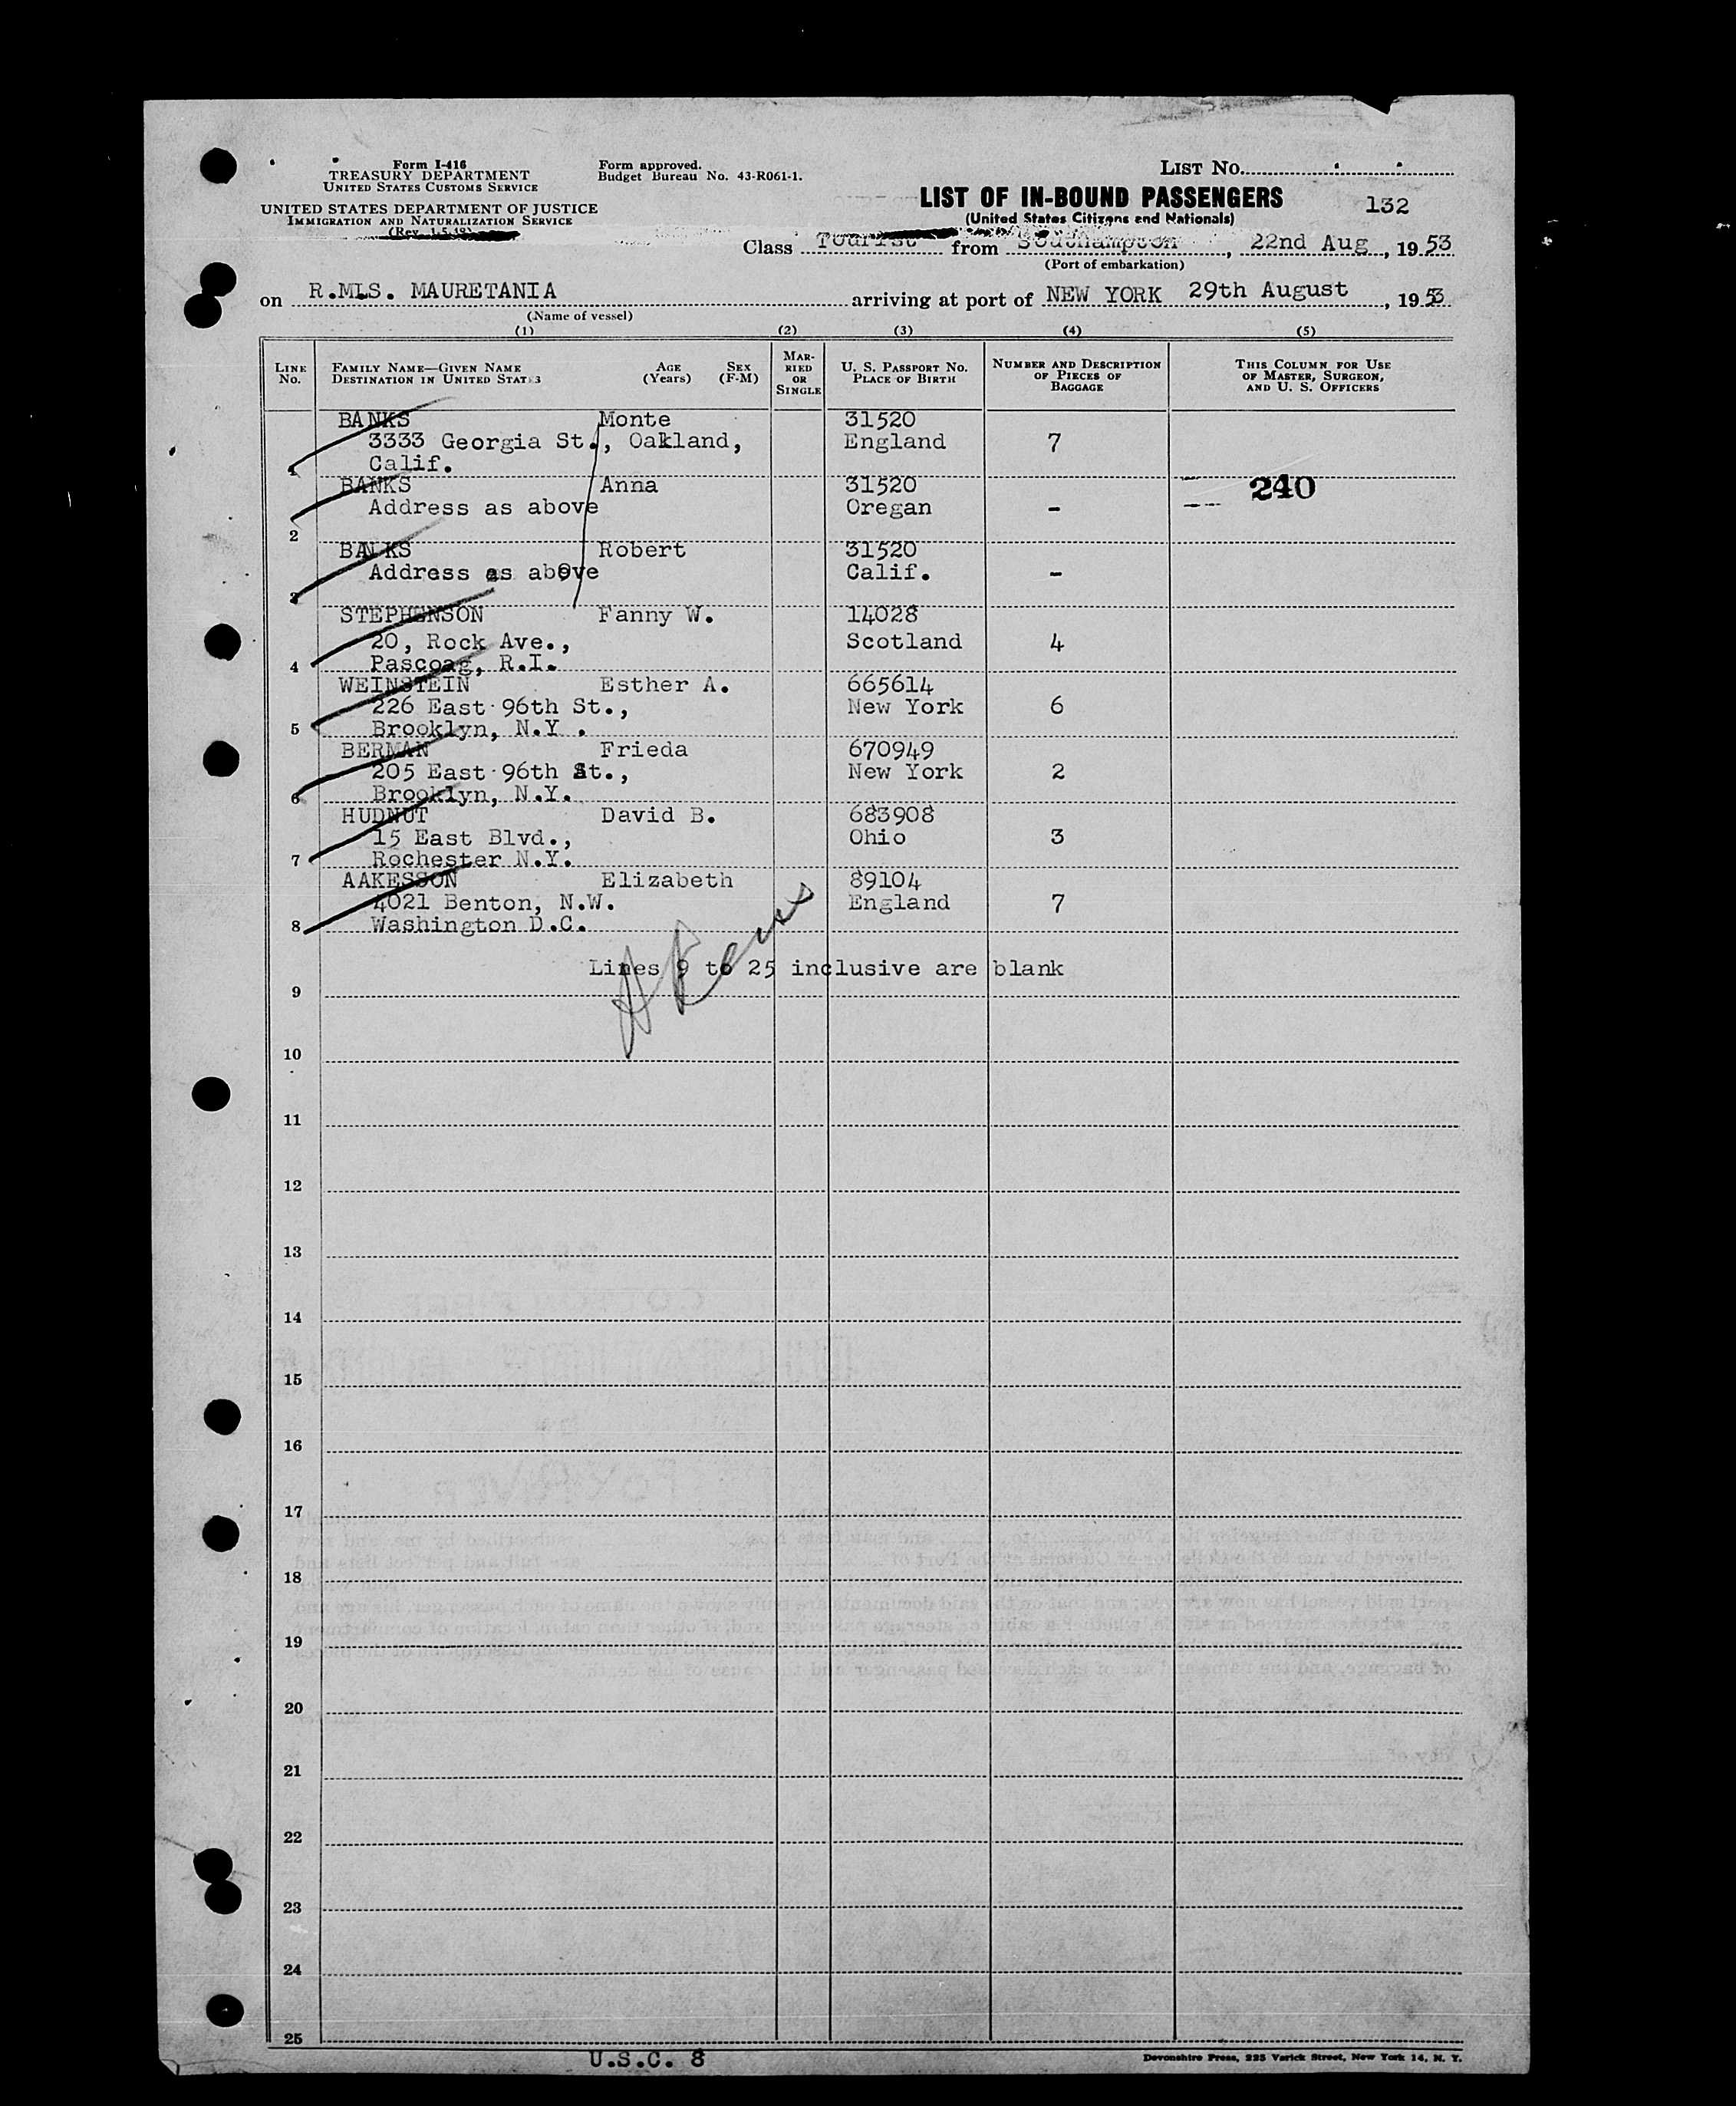 Form I-416
TREASURY DEPARTMENT
UNITED STATES CUSTOMS SERVICE
UNITED STATES DEPARTMENT OF JUSTICE
IMMIGRATION AND NATURALIZATION SERVICE
(Rev. 1-5-49)
Form approved.
Budget Bureau No. 43-R061-1.
LIST NO.
LIST OF IN-BOUND PASSENGERS
132
(United States Citizens and Nationals)
Class Tourist from Southampton, 22nd Aug, 1953
(Port of embarkation)
on R.M.S. MAURETANIA arriving at port of NEW YORK 29th August, 1953
(Name of vessel)
(1) (2) (3) (4) (5)
LINE NO.
FAMILY NAME—GIVEN NAME
DESTINATION IN UNITED STATES
AGE (Years)
SEX (F-M)
MARRIED OR SINGLE
U. S. PASSPORT NO.
PLACE OF BIRTH
NUMBER AND DESCRIPTION OF PIECES OF BAGGAGE
THIS COLUMN FOR USE OF MASTER, SURGEON, AND U. S. OFFICERS
BANKS Monte 31520
3333 Georgia St., Oakland, England 7
1 Calif.
BANKS Anna 31520 240
Address as above Oregan -
2
BANKS Robert 31520
Address as above Calif. -
3
STEPHENSON Fanny W. 14028
20, Rock Ave., Scotland 4
4 Pascoag, R.I.
WEINSTEIN Esther A. 665614
226 East 96th St., New York 6
5 Brooklyn, N.Y.
BERMAN Frieda 670949
205 East 96th St., New York 2
6 Brooklyn, N.Y.
HUDNUT David B. 683908
15 East Blvd., Ohio 3
7 Rochester N.Y.
AAKESSON Elizabeth 89104
4021 Benton, N.W. England 7
8 Washington D.C.
Lines 9 to 25 inclusive are blank
9
10
11
12
13
14
15
16
17
18
19
20
21
22
23
24
25
U.S.C. 8
Devonshire Press, 225 Varick Street, New York 14, N. Y.